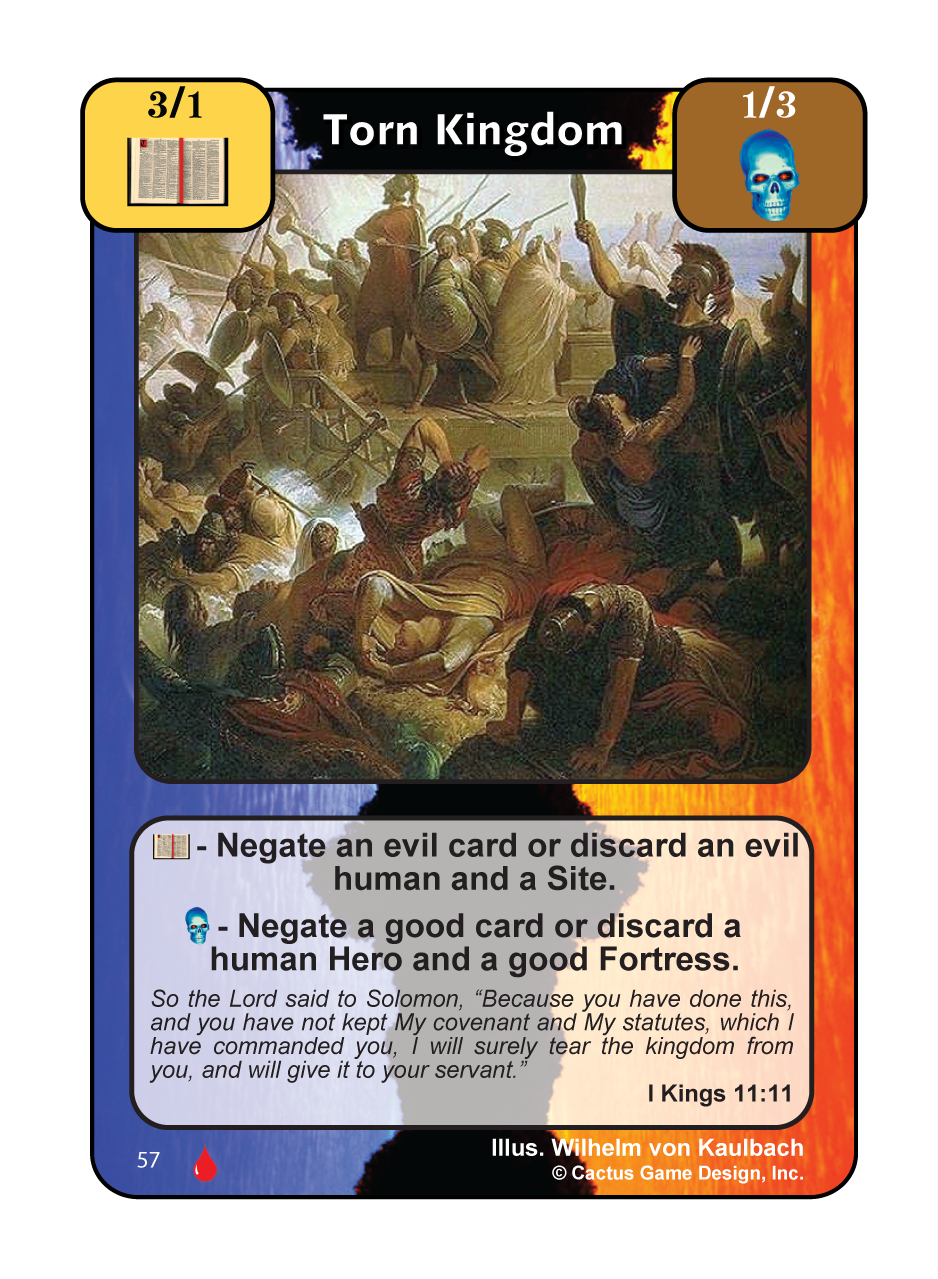 3/1
Torn Kingdom
1/3
- Negate an evil card or discard an evil
human and a Site.
- Negate a good card or discard a
human Hero and a good Fortress.
So the Lord said to Solomon, “Because you have done this,
and you have not kept My covenant and My statutes, which I
have commanded you, I will surely tear the kingdom from
you, and will give it to your servant.”
I Kings 11:11
57
Illus. Wilhelm von Kaulbach
© Cactus Game Design, Inc.